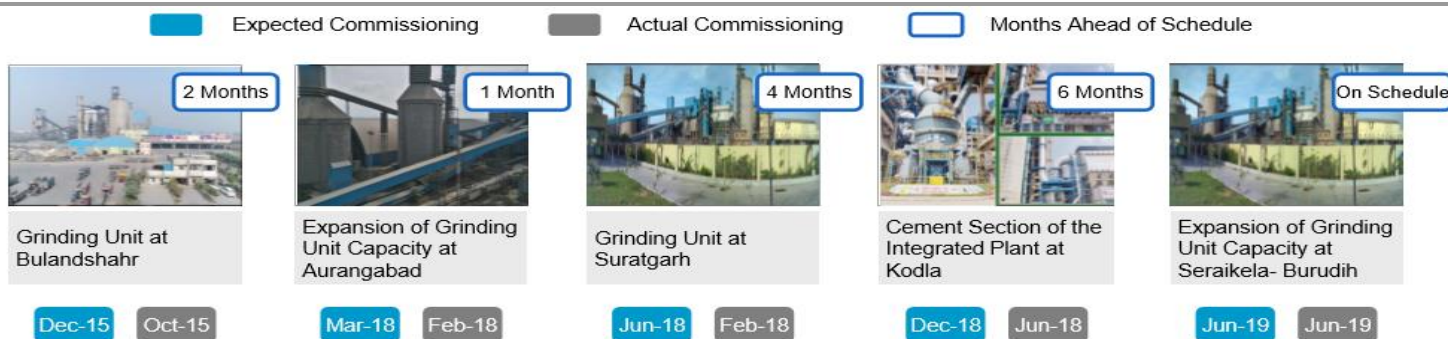 Expected Commissioning
Actual Commissioning
Months Ahead of Schedule
2 Months
1 Month
4 Months
6 Months
On Schedule
Grinding Unit at
Bulandshahr
Expansion of Grinding
Unit Capacity at
Aurangabad
Grinding Unit at
Suratgarh
Cement Section of the
Integrated Plant at
Kodla
Expansion of Grinding
Unit Capacity at
Seraikela- Burudih
Dec-15 Oct-15
Mar-18 Feb-18
Jun-18 Feb-18
Dec-18 Jun-18
Jun-19 Jun-19